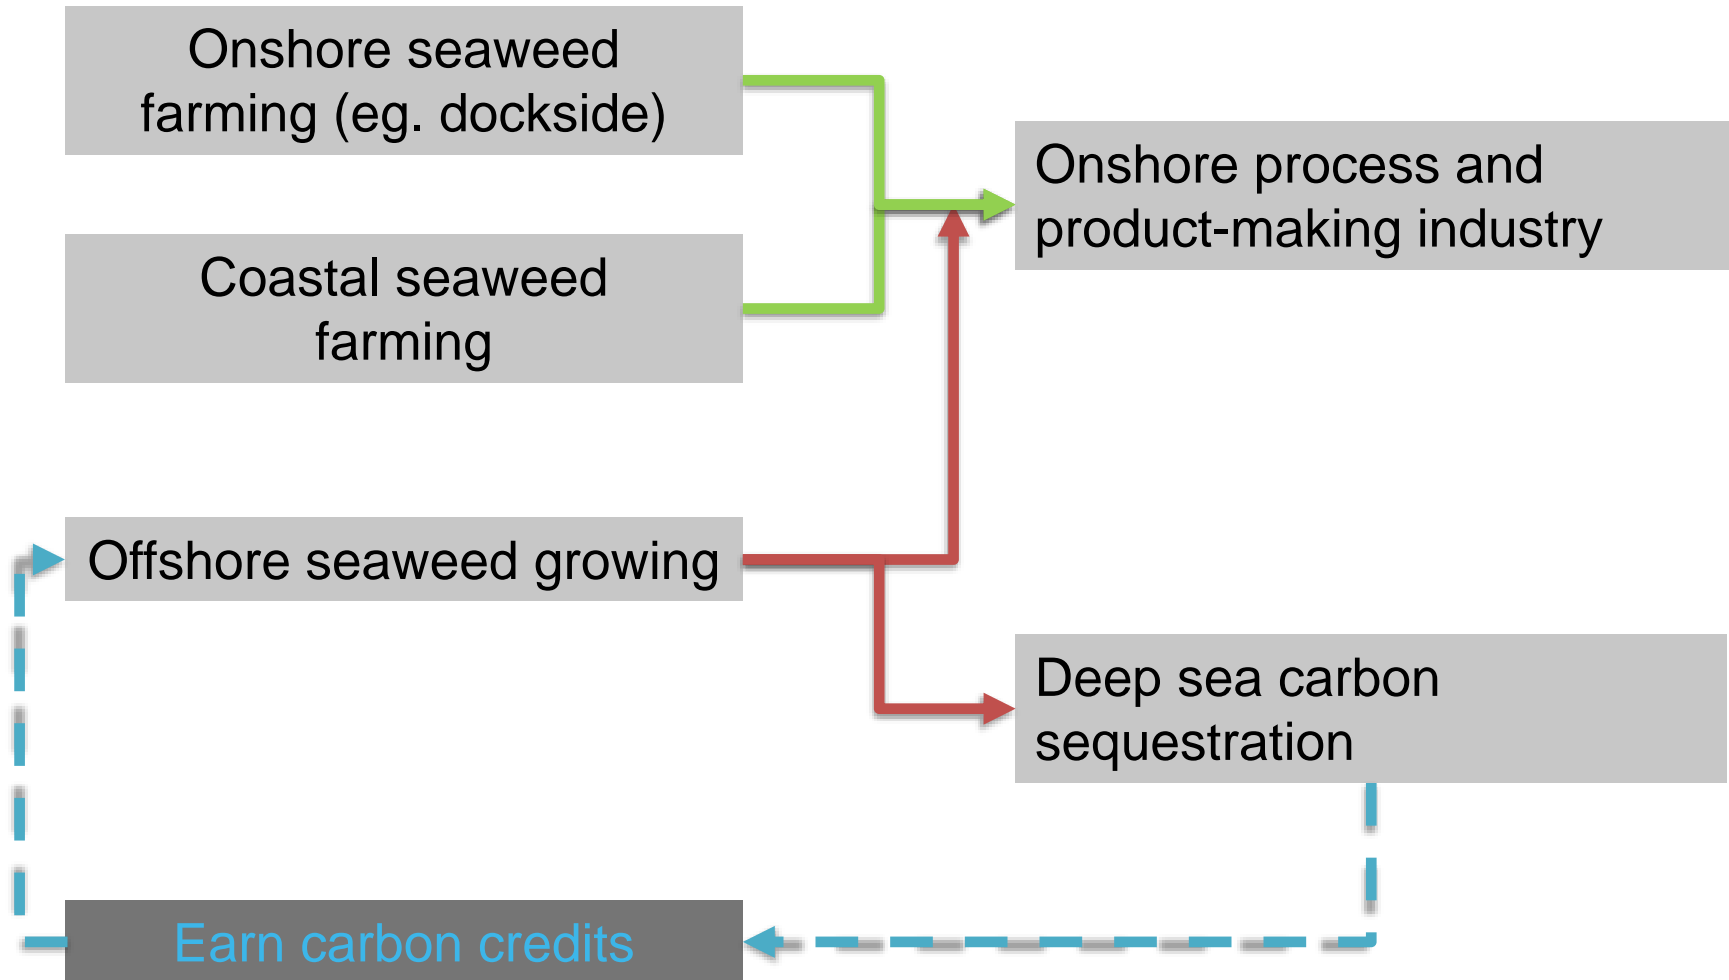 Onshore seaweed
farming (eg. dockside)
Onshore process and
product-making industry
Coastal seaweed
farming
Offshore seaweed growing
Deep sea carbon
sequestration
Earn carbon credits